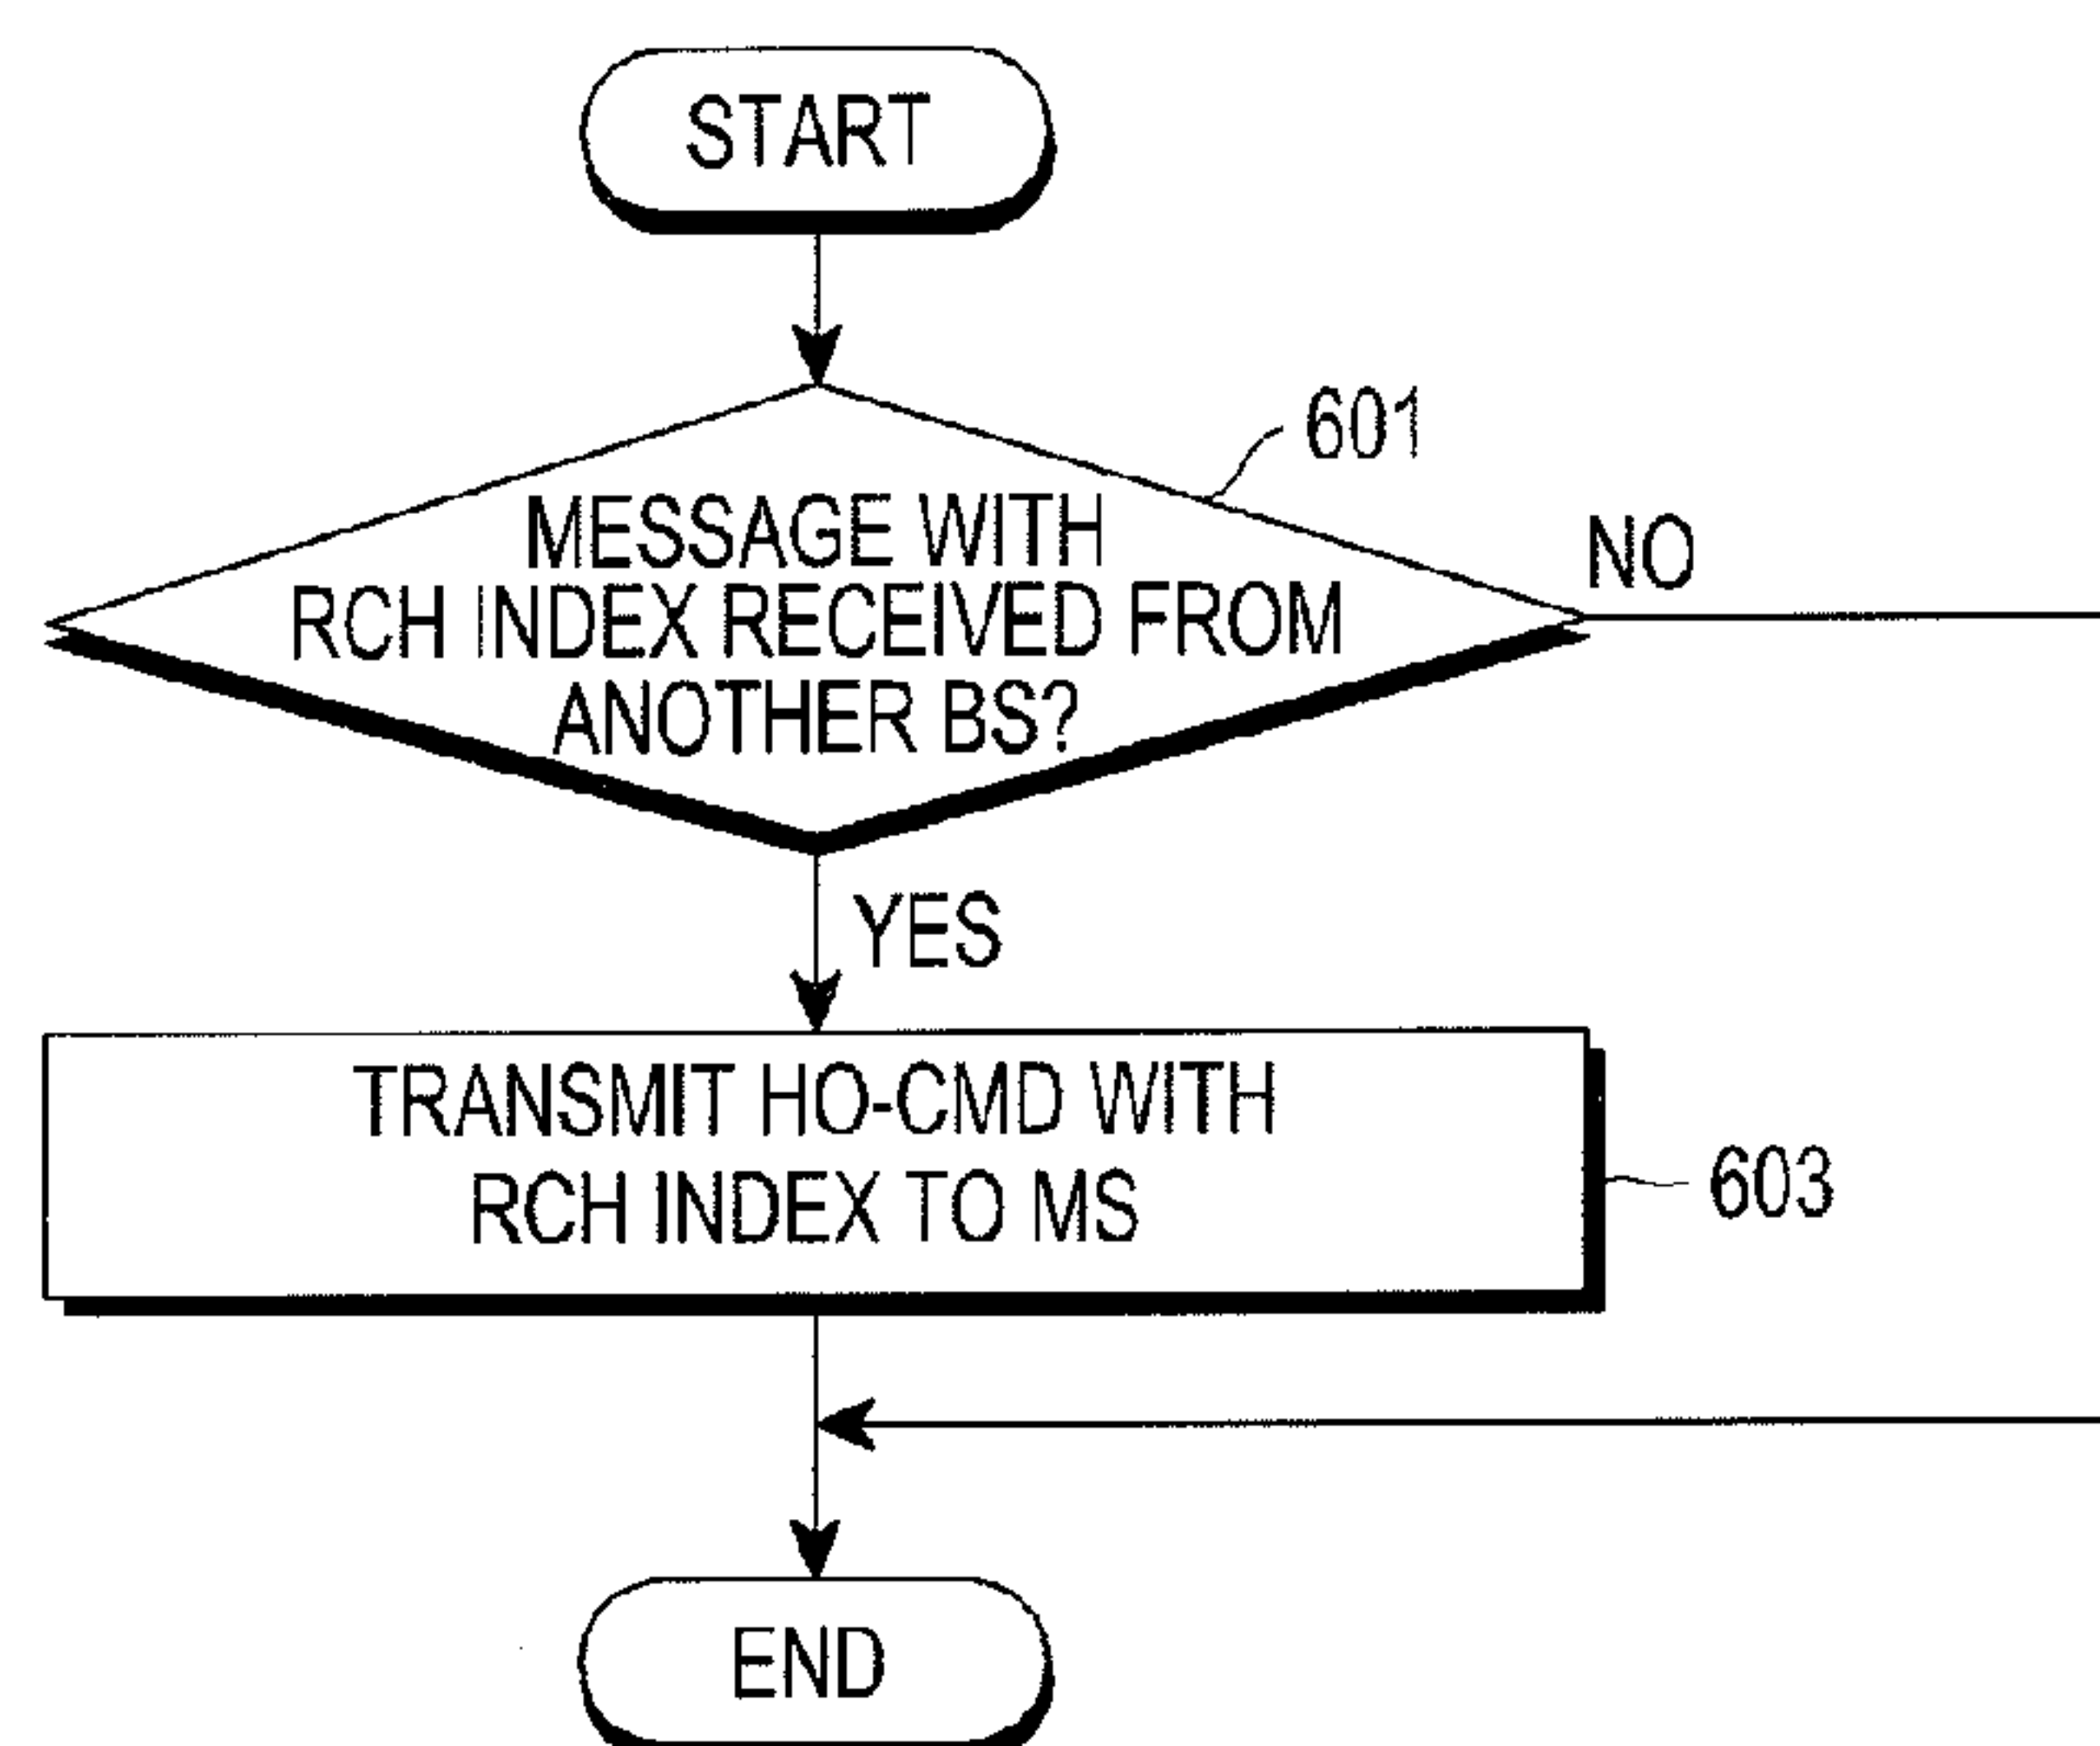 START
601
MESSAGE WITH
RCH INDEX RECEIVED FROM
ANOTHER BS?
NO
YES
TRANSMIT HO-CMD WITH
RCH INDEX TO MS
603
END